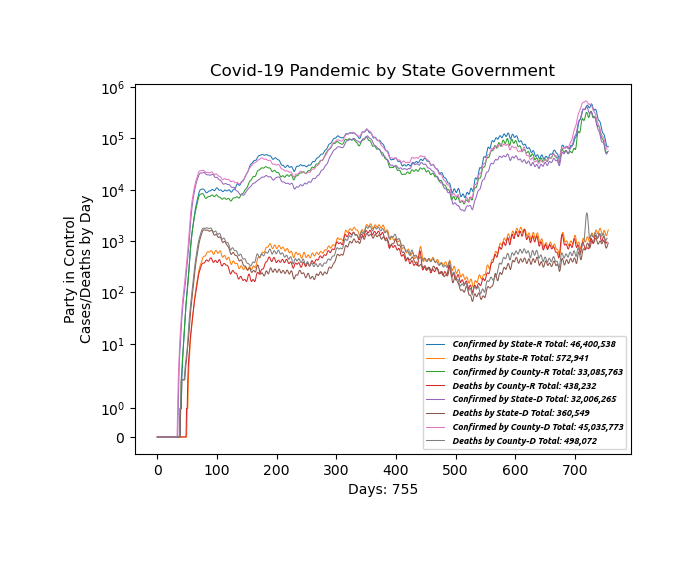 Covid-19 Pandemic by State Government
Party in Control
Cases/Deaths by Day
10^6
10^5
10^4
10^3
10^2
10^1
10^0
0
0 100 200 300 400 500 600 700
Days: 755
Confirmed by State-R Total: 46,400,538
Deaths by State-R Total: 572,941
Confirmed by County-R Total: 33,085,763
Deaths by County-R Total: 438,232
Confirmed by State-D Total: 32,006,265
Deaths by State-D Total: 360,549
Confirmed by County-D Total: 45,035,773
Deaths by County-D Total: 498,072